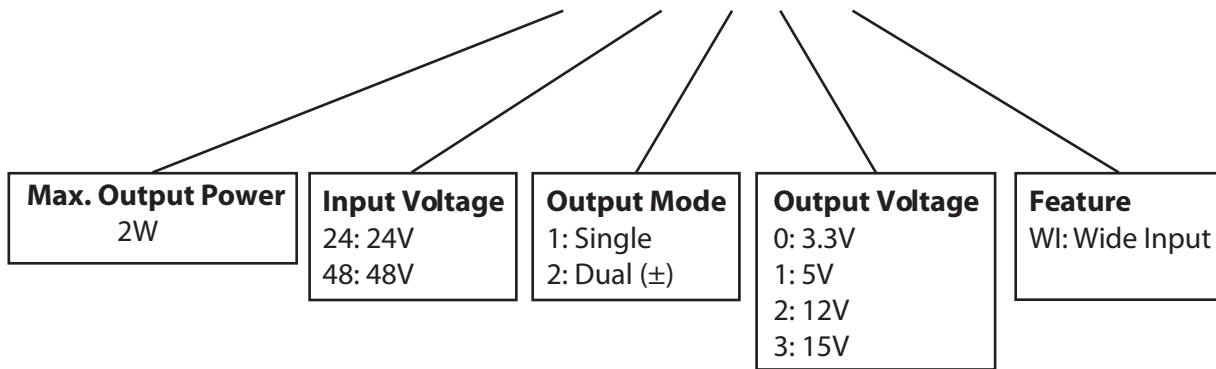 Max. Output Power
2W
Input Voltage
24: 24V
48: 48V
Output Mode
1: Single
2: Dual (±)
Output Voltage
0: 3.3V
1: 5V
2: 12V
3: 15V
Feature
WI: Wide Input